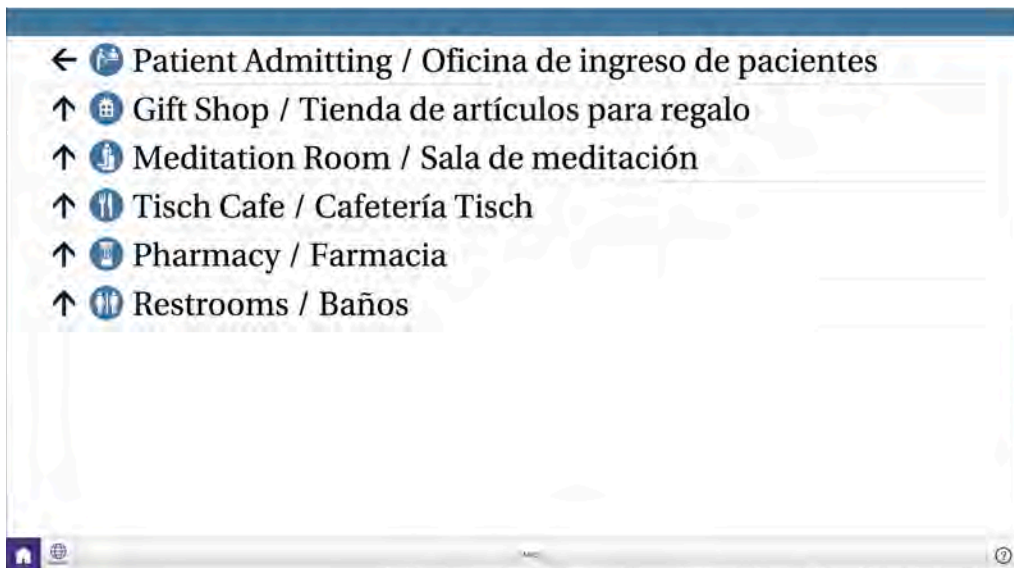 Patient Admitting / Oficina de ingreso de pacientes
Gift Shop / Tienda de artículos para regalo
Meditation Room / Sala de meditación
Tisch Cafe / Cafetería Tisch
Pharmacy / Farmacia
Restrooms / Baños